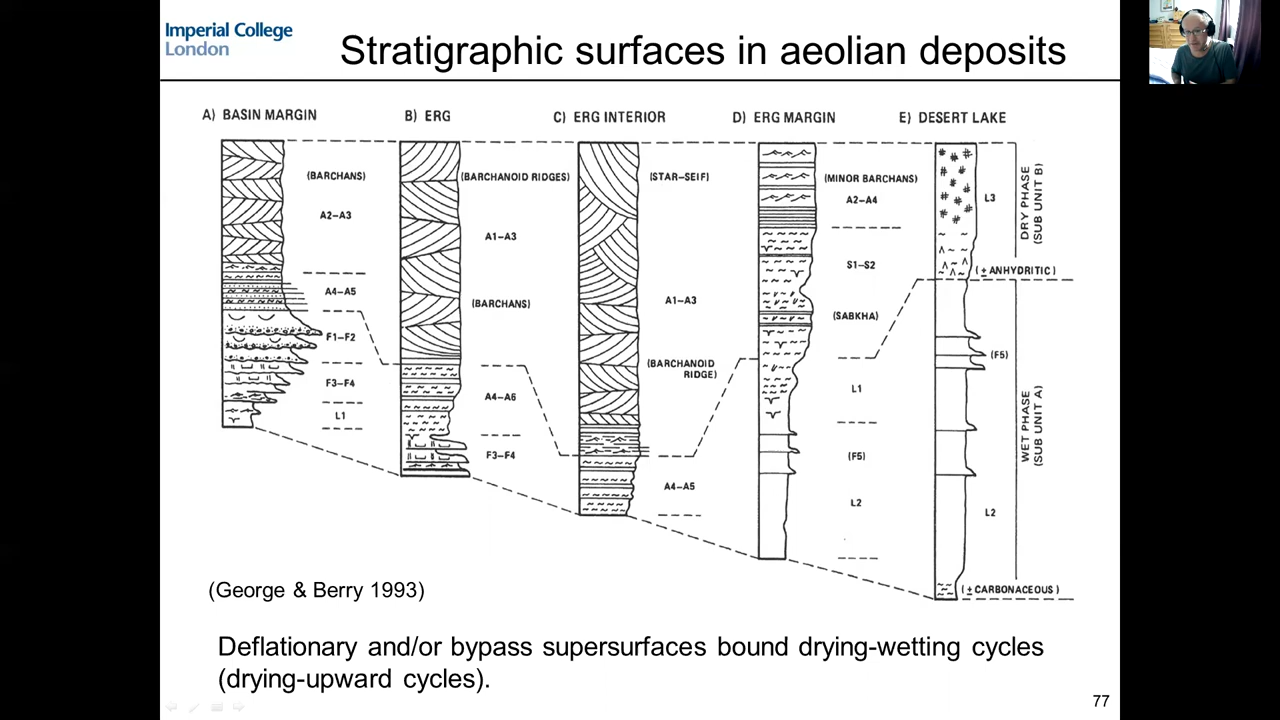 Imperial College
London
Stratigraphic surfaces in aeolian deposits
A) BASIN MARGIN
B) ERG
C) ERG INTERIOR
D) ERG MARGIN
E) DESERT LAKE
(BARCHANS)
A2–A3
A4–A5
F1–F2
F3–F4
L1
(BARCHANOID RIDGES)
A1–A3
(BARCHANS)
A4–A6
F3–F4
(STAR-SEIF)
A1–A3
(BARCHANOID
RIDGE)
A4–A5
(MINOR BARCHANS)
A2–A4
S1–S2
(SABKHA)
L1
(F5)
L2
L3
(± ANHYDRITIC)
(F5)
L2
(± CARBONACEOUS)
DRY PHASE
(SUB UNIT B)
WET PHASE
(SUB UNIT A)
(George & Berry 1993)
Deflationary and/or bypass supersurfaces bound drying-wetting cycles
(drying-upward cycles).
77